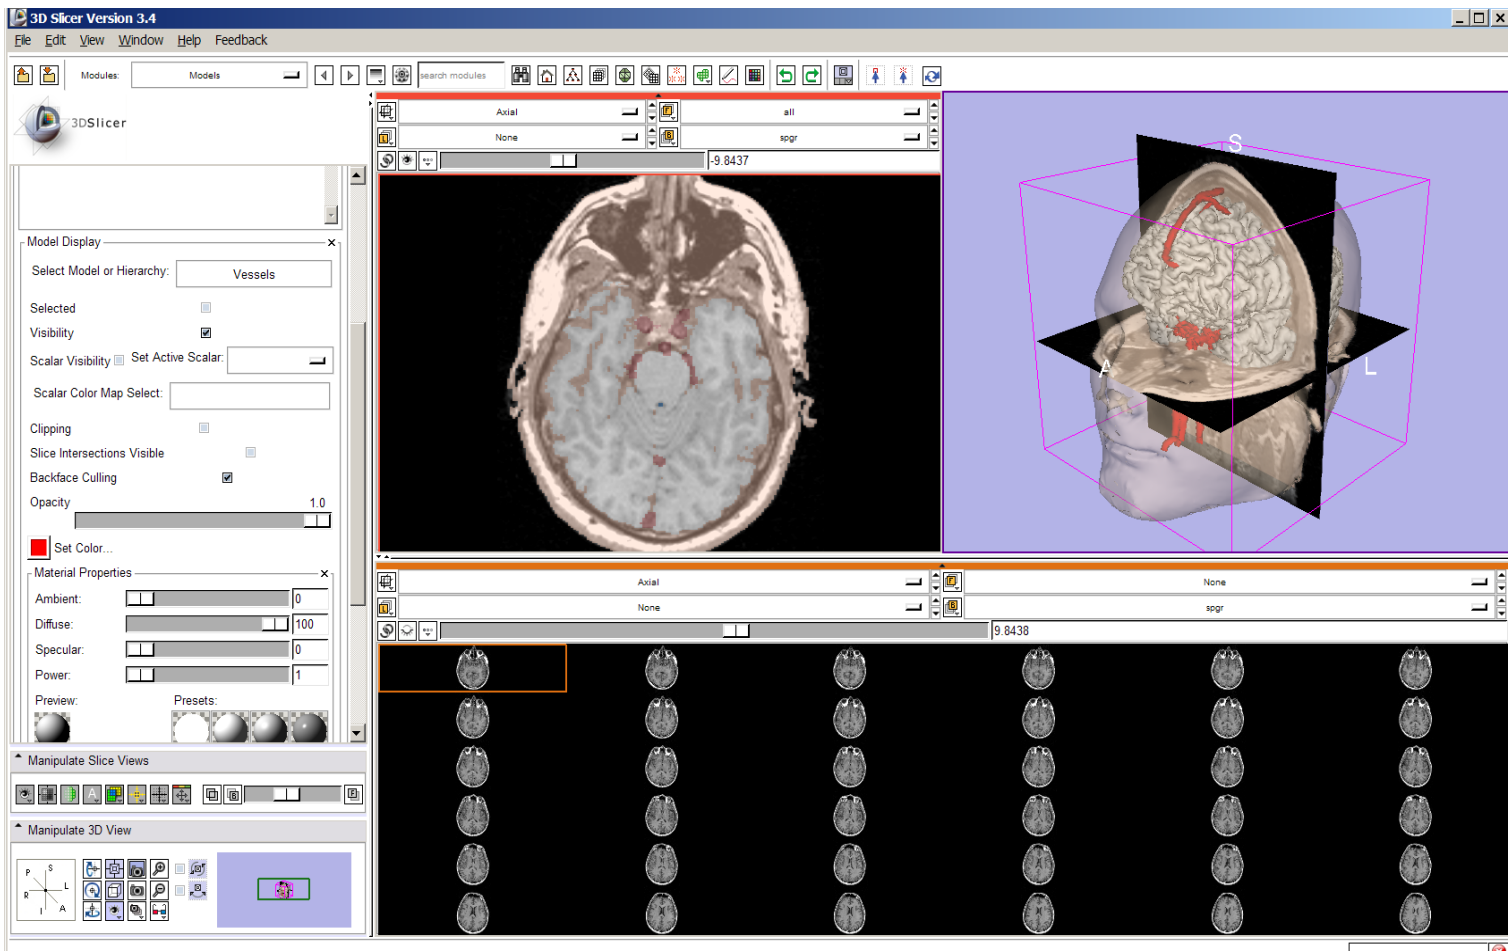 3D Slicer Version 3.4
File Edit View Window Help Feedback
Modules: Models search modules
3DSlicer
Model Display
Select Model or Hierarchy: Vessels
Selected
Visibility
Scalar Visibility Set Active Scalar:
Scalar Color Map Select:
Clipping
Slice Intersections Visible
Backface Culling
Opacity 1.0
Set Color...
Material Properties
Ambient: 0
Diffuse: 100
Specular: 0
Power: 1
Preview: Presets:
Manipulate Slice Views
A B F
Manipulate 3D View
P S
R L
I A
Axial F all
L None B spgr
-9.8437
S
A L
Axial F None
L None B spgr
9.8438